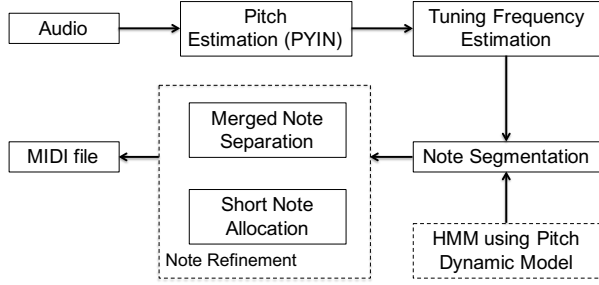 Audio
Pitch
Estimation (PYIN)
Tuning Frequency
Estimation
MIDI file
Merged Note
Separation
Short Note
Allocation
Note Refinement
Note Segmentation
HMM using Pitch
Dynamic Model